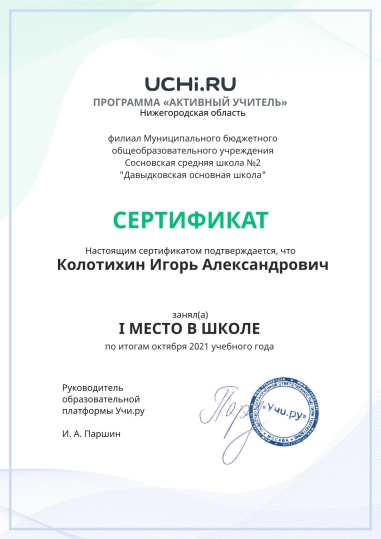 UCHi.RU
ПРОГРАММА «АКТИВНЫЙ УЧИТЕЛЬ»
Нижегородская область
филиал Муниципального бюджетного
общеобразовательного учреждения
Сосновская средняя школа №2
"Давыдковская основная школа"
СЕРТИФИКАТ
Настоящим сертификатом подтверждается, что
Колотихин Игорь Александрович
занял(а)
I МЕСТО В ШКОЛЕ
по итогам октября 2021 учебного года
Руководитель
образовательной
платформы Учи.ру
И. А. Паршин
«Учи.ру»